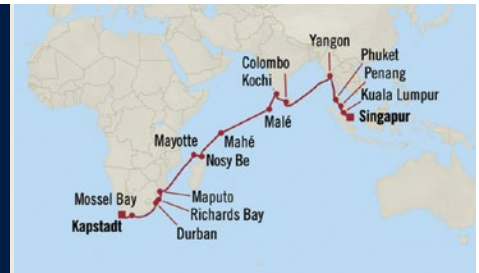 Yangon
Colombo
Phuket
Kochi
Penang
Kuala Lumpur
Malé
Singapur
Mayotte
Mahé
Nosy Be
Mossel Bay
Maputo
Richards Bay
Kapstadt
Durban